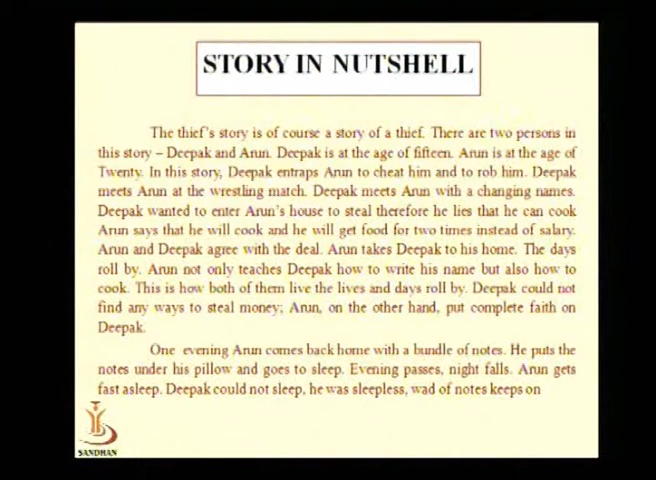 STORY IN NUTSHELL
The thief's story is of course a story of a thief. There are two persons in
this story – Deepak and Arun. Deepak is at the age of fifteen. Arun is at the age of
Twenty. In this story, Deepak entraps Arun to cheat him and to rob him. Deepak
meets Arun at the wrestling match. Deepak meets Arun with a changing names.
Deepak wanted to enter Arun's house to steal therefore he lies that he can cook
Arun says that he will cook and he will get food for two times instead of salary.
Arun and Deepak agree with the deal. Arun takes Deepak to his home. The days
roll by. Arun not only teaches Deepak how to write his name but also how to
cook. This is how both of them live the lives and days roll by. Deepak could not
find any ways to steal money; Arun, on the other hand, put complete faith on
Deepak.
One evening Arun comes back home with a bundle of notes. He puts the
notes under his pillow and goes to sleep. Evening passes, night falls. Arun gets
fast asleep. Deepak could not sleep, he was sleepless, wad of notes keeps on
SANDHAN